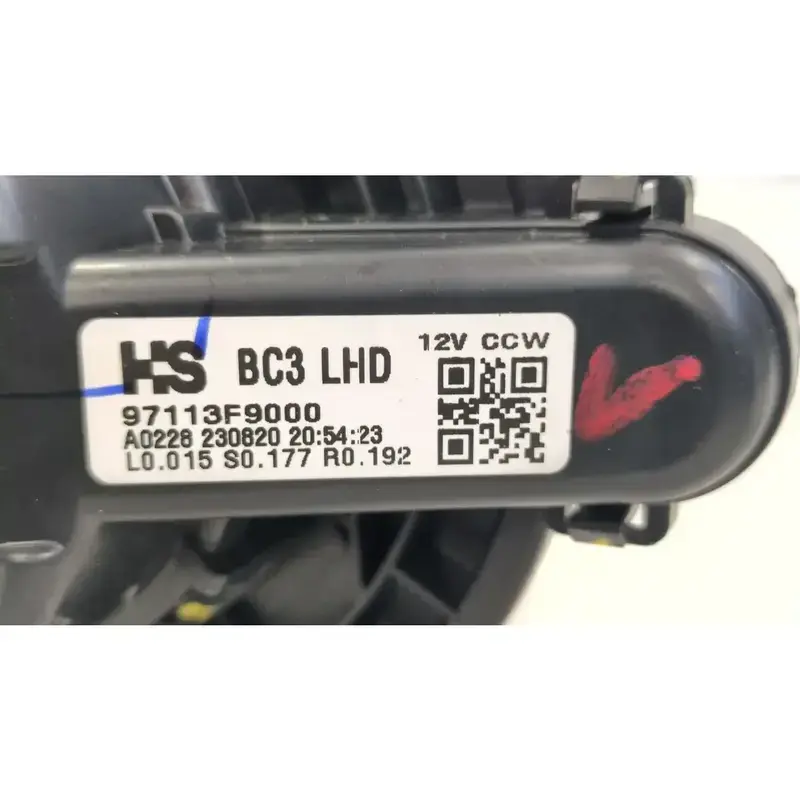 HS BC3 LHD 12V CCW
97113F9000
A0228 230820 20:54:23
L0.015 S0.177 R0.192